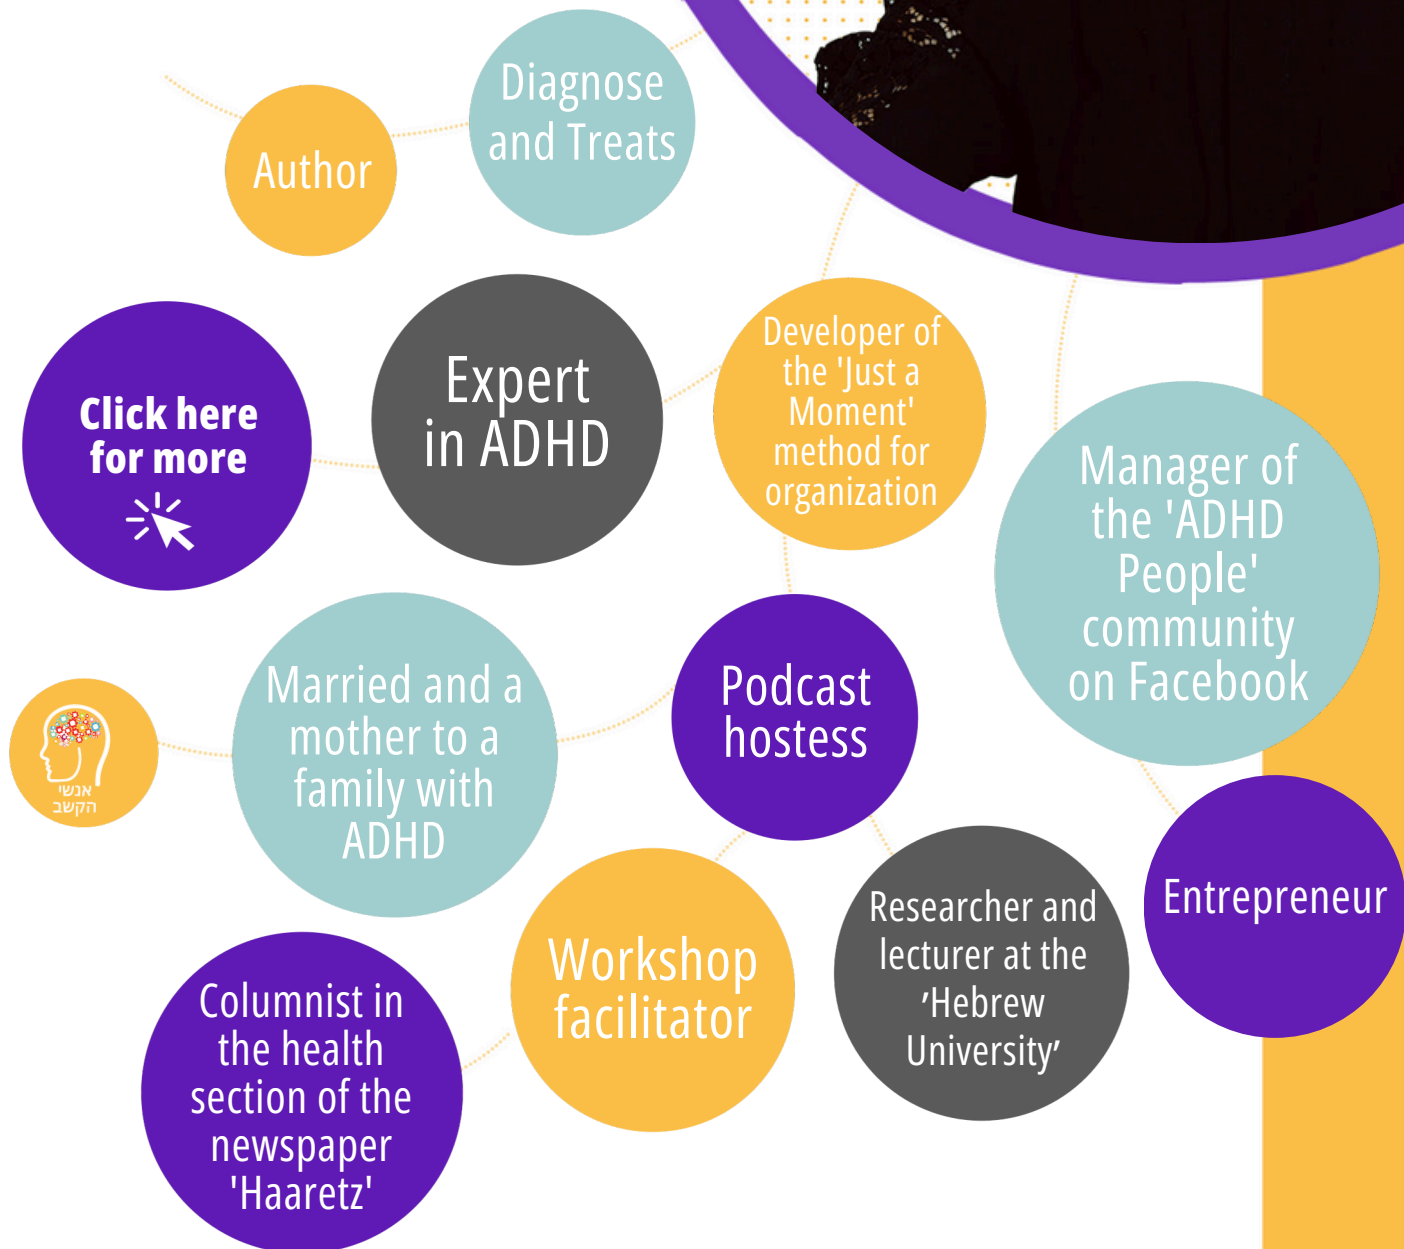 Diagnose
and Treats
Author
Developer of
the 'Just a
Moment'
method for
organization
Expert
in ADHD
Click here
for more
Manager of
the 'ADHD
People'
community
on Facebook
Married and a
mother to a
family with
ADHD
Podcast
hostess
אנשי
הקשב
Entrepreneur
Researcher and
lecturer at the
'Hebrew
University'
Workshop
facilitator
Columnist in
the health
section of the
newspaper
'Haaretz'